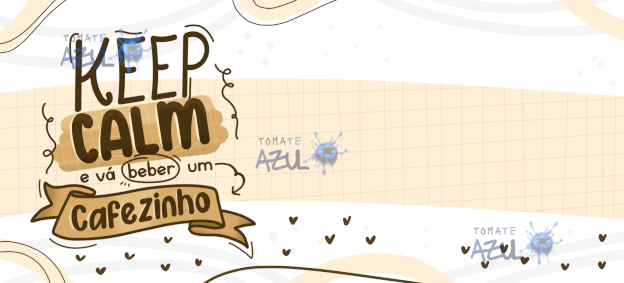 TOMATE
AZUL
KEEP
CALM
e vá beber um
Cafezinho
TOMATE
AZUL
TOMATE
AZUL